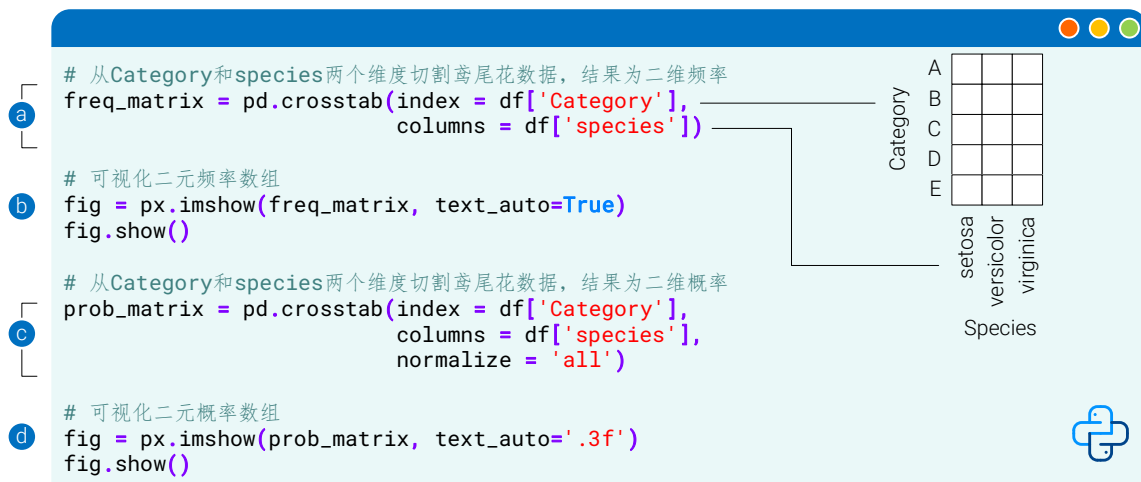 # 从Category和species两个维度切割鸢尾花数据，结果为二维频率
a
freq_matrix = pd.crosstab(index = df['Category'],
columns = df['species'])
# 可视化二元频率数组
b
fig = px.imshow(freq_matrix, text_auto=True)
fig.show()
# 从Category和species两个维度切割鸢尾花数据，结果为二维概率
c
prob_matrix = pd.crosstab(index = df['Category'],
columns = df['species'],
normalize = 'all')
# 可视化二元概率数组
d
fig = px.imshow(prob_matrix, text_auto='.3f')
fig.show()
Category
A
B
C
D
E
setosa
versicolor
virginica
Species